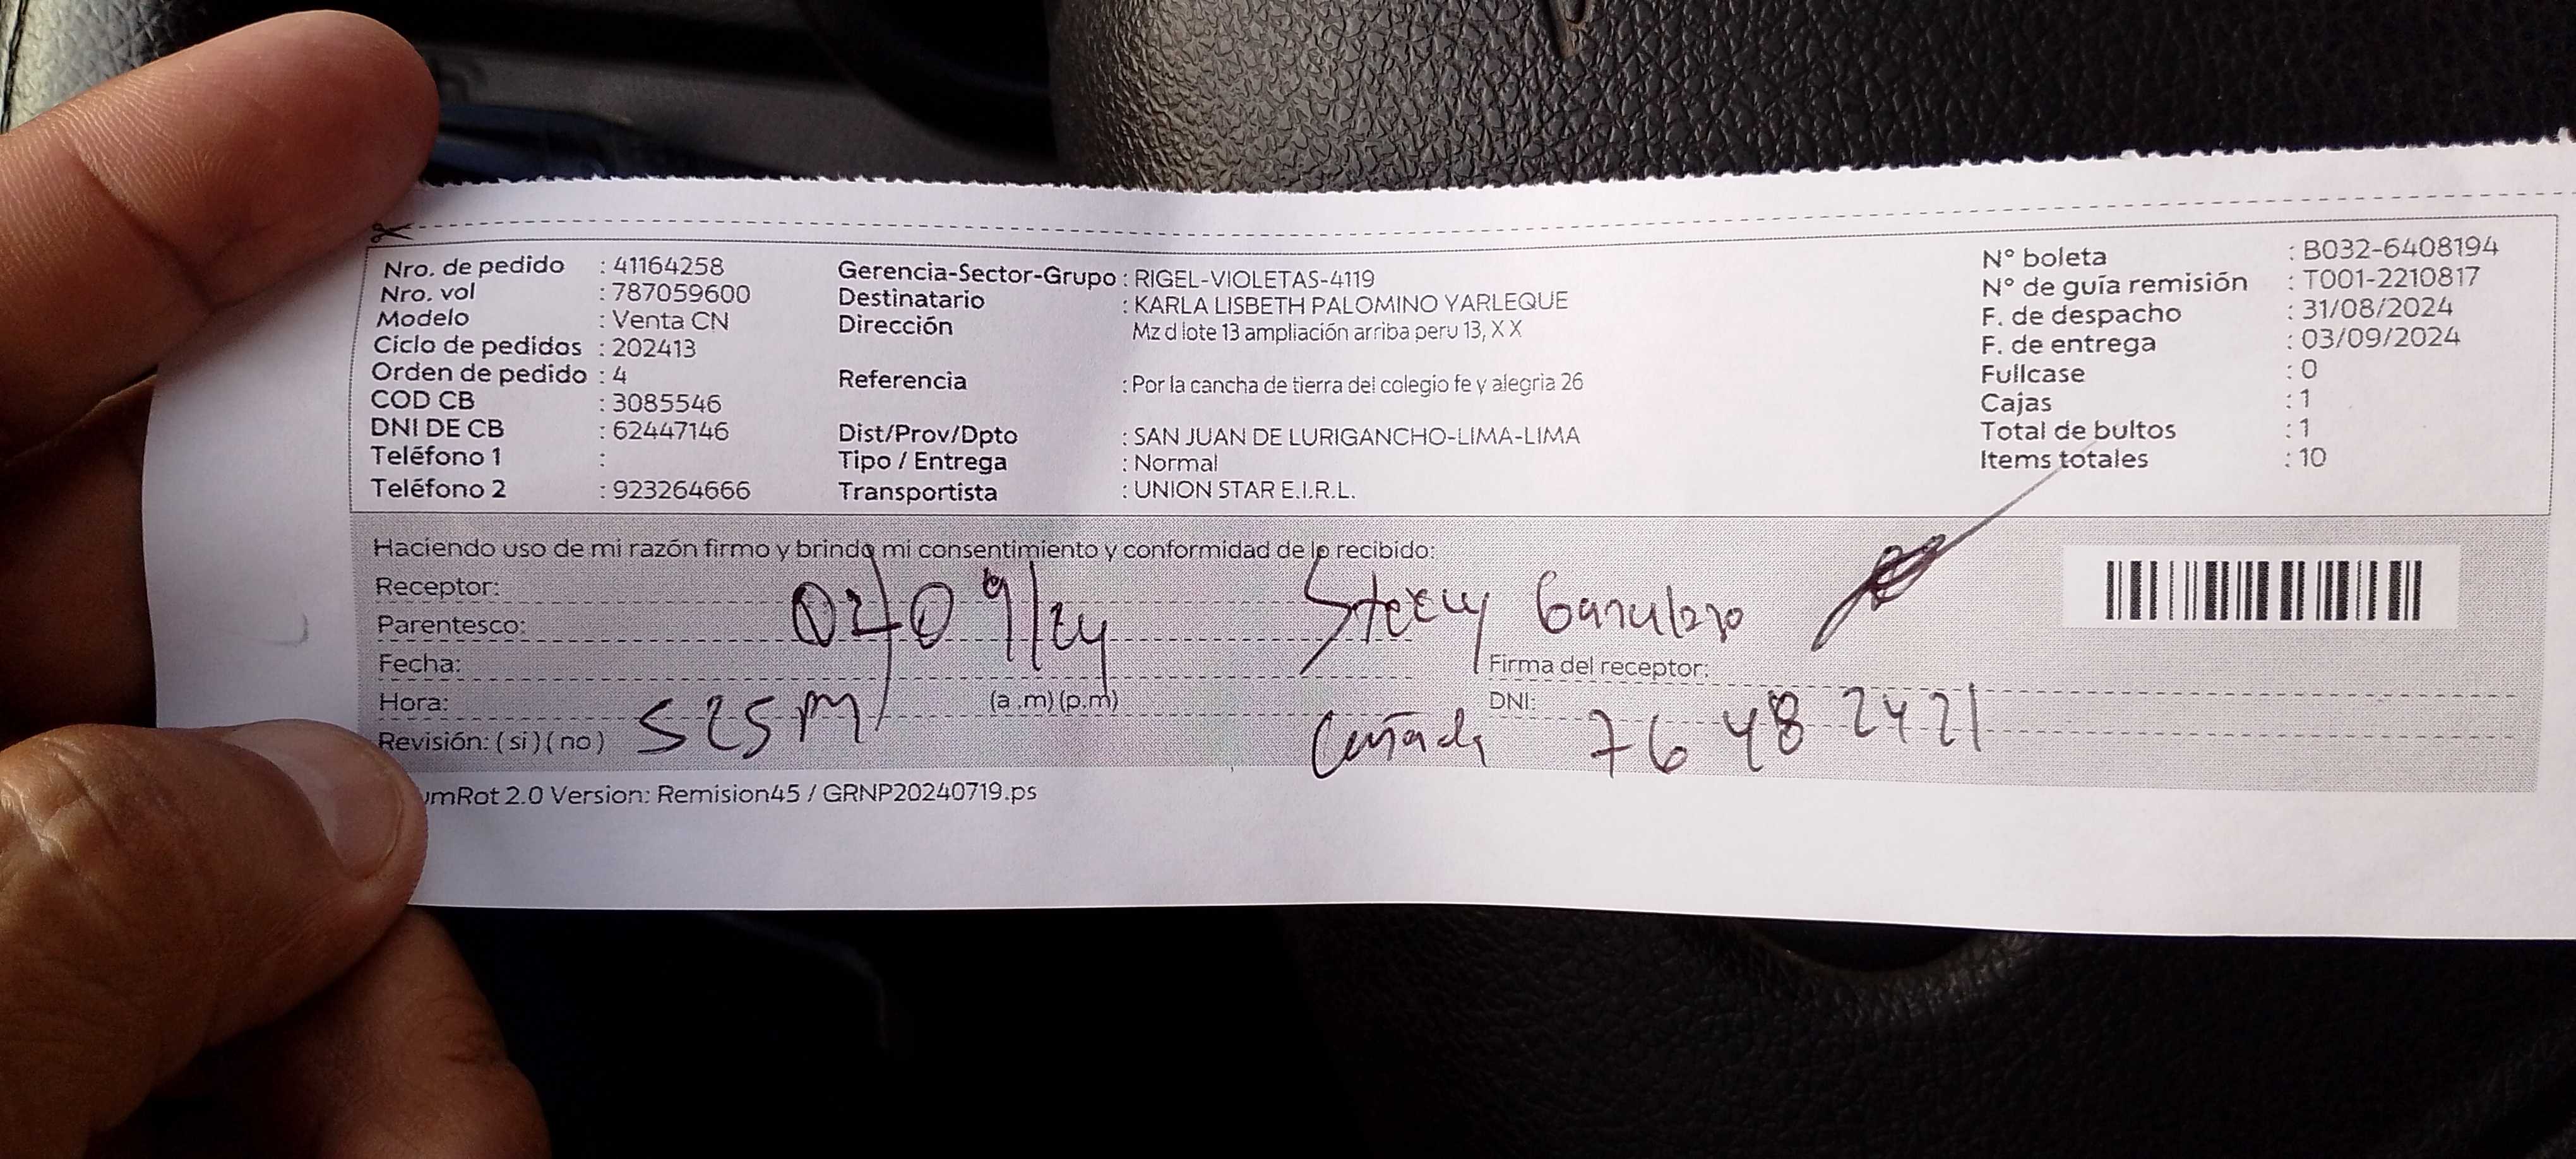 Nro. de pedido : 41164258
Nro. vol : 787059600
Modelo : Venta CN
Ciclo de pedidos : 202413
Orden de pedido : 4
COD CB : 3085546
DNI DE CB : 62447146
Teléfono 1 :
Teléfono 2 : 923264666
Gerencia-Sector-Grupo : RIGEL-VIOLETAS-4119
Destinatario : KARLA LISBETH PALOMINO YARLEQUE
Dirección Mz d lote 13 ampliación arriba peru 13, X X
Referencia : Por la cancha de tierra del colegio fe y alegria 26
Dist/Prov/Dpto : SAN JUAN DE LURIGANCHO-LIMA-LIMA
Tipo / Entrega : Normal
Transportista : UNION STAR E.I.R.L.
N° boleta : B032-6408194
N° de guía remisión : T001-2210817
F. de despacho : 31/08/2024
F. de entrega : 03/09/2024
Fullcase : 0
Cajas : 1
Total de bultos : 1
Items totales : 10
Haciendo uso de mi razón firmo y brindo mi consentimiento y conformidad de lo recibido:
Receptor:
Parentesco:
02/09/24
Fecha:
Firma del receptor:
Hora: (a .m) (p.m)
DNI: 76482421
Cuñada
Revisión: ( si ) ( no )
umRot 2.0 Version: Remision45 / GRNP20240719.ps